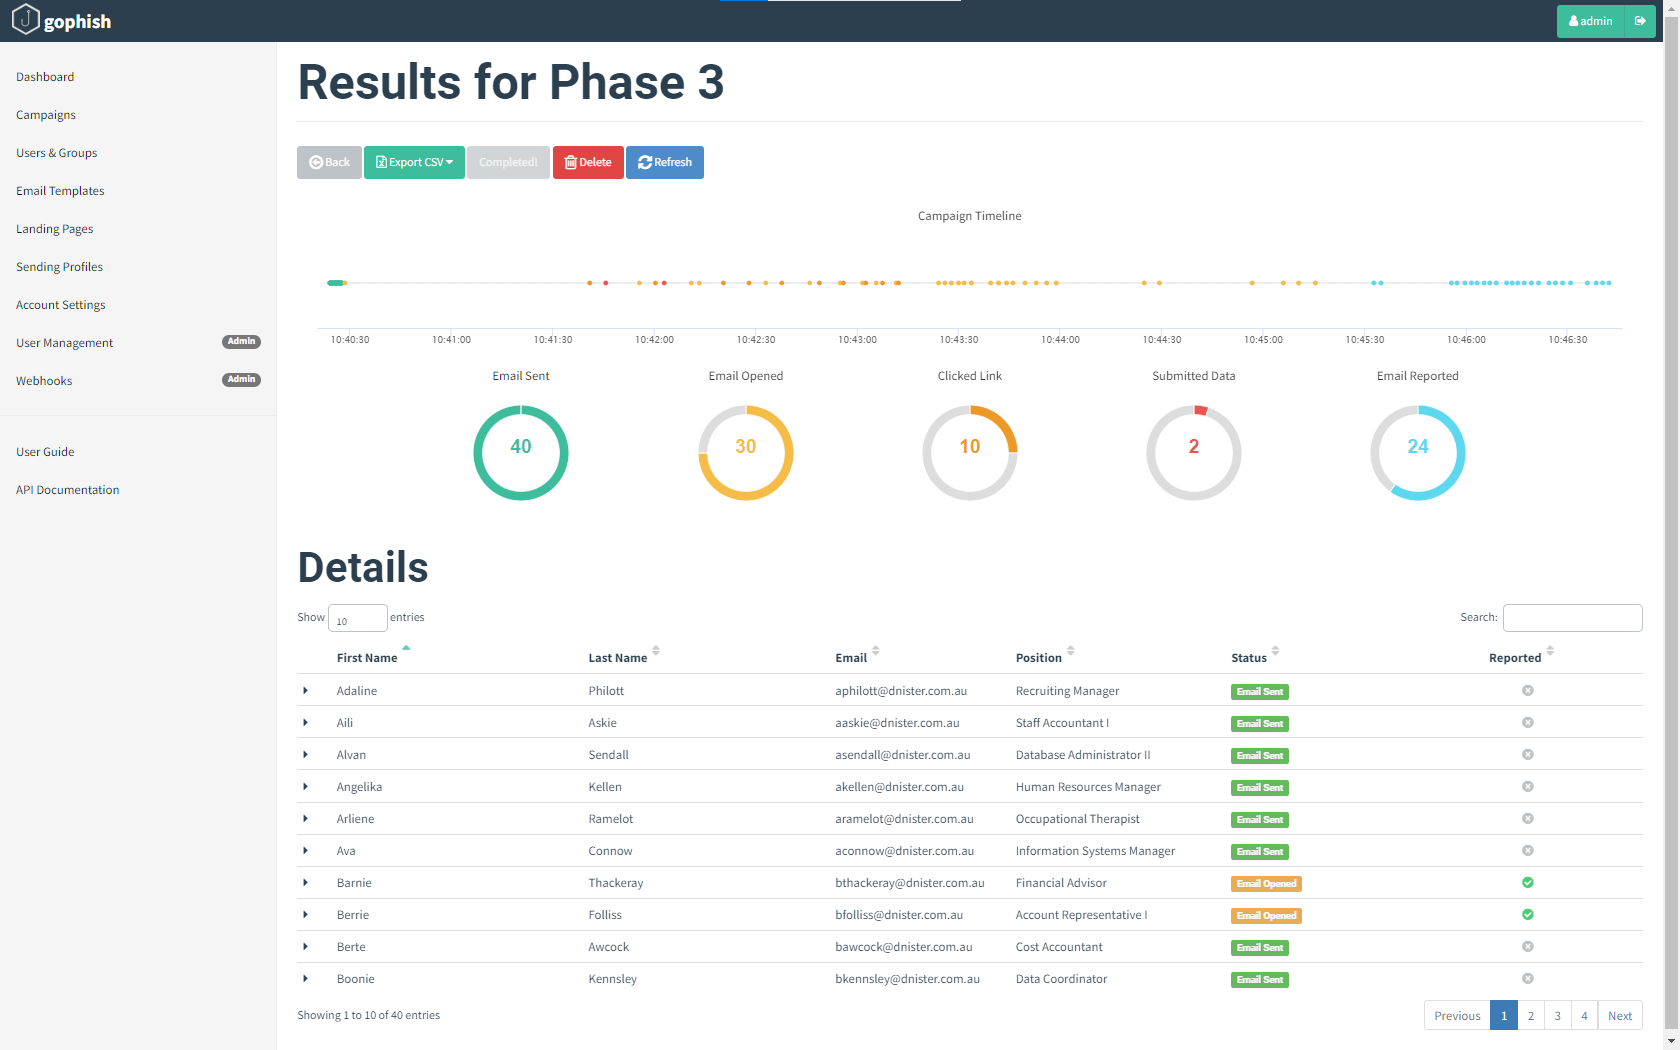 gophish
admin
Dashboard
Campaigns
Users & Groups
Email Templates
Landing Pages
Sending Profiles
Account Settings
User Management Admin
Webhooks Admin
User Guide
API Documentation
Results for Phase 3
Back Export CSV Completed! Delete Refresh
Campaign Timeline
10:40:30 10:41:00 10:41:30 10:42:00 10:42:30 10:43:00 10:43:30 10:44:00 10:44:30 10:45:00 10:45:30 10:46:00 10:46:30
Email Sent Email Opened Clicked Link Submitted Data Email Reported
40 30 10 2 24
Details
Show 10 entries Search:
First Name Last Name Email Position Status Reported
Adaline Philott aphilott@dnister.com.au Recruiting Manager Email Sent
Aili Askie aaskie@dnister.com.au Staff Accountant I Email Sent
Alvan Sendall asendall@dnister.com.au Database Administrator II Email Sent
Angelika Kellen akellen@dnister.com.au Human Resources Manager Email Sent
Arliene Ramelot aramelot@dnister.com.au Occupational Therapist Email Sent
Ava Connow aconnow@dnister.com.au Information Systems Manager Email Sent
Barnie Thackeray bthackeray@dnister.com.au Financial Advisor Email Opened
Berrie Folliss bfolliss@dnister.com.au Account Representative I Email Opened
Berte Awcock bawcock@dnister.com.au Cost Accountant Email Sent
Boonie Kennsley bkennsley@dnister.com.au Data Coordinator Email Sent
Showing 1 to 10 of 40 entries Previous 1 2 3 4 Next